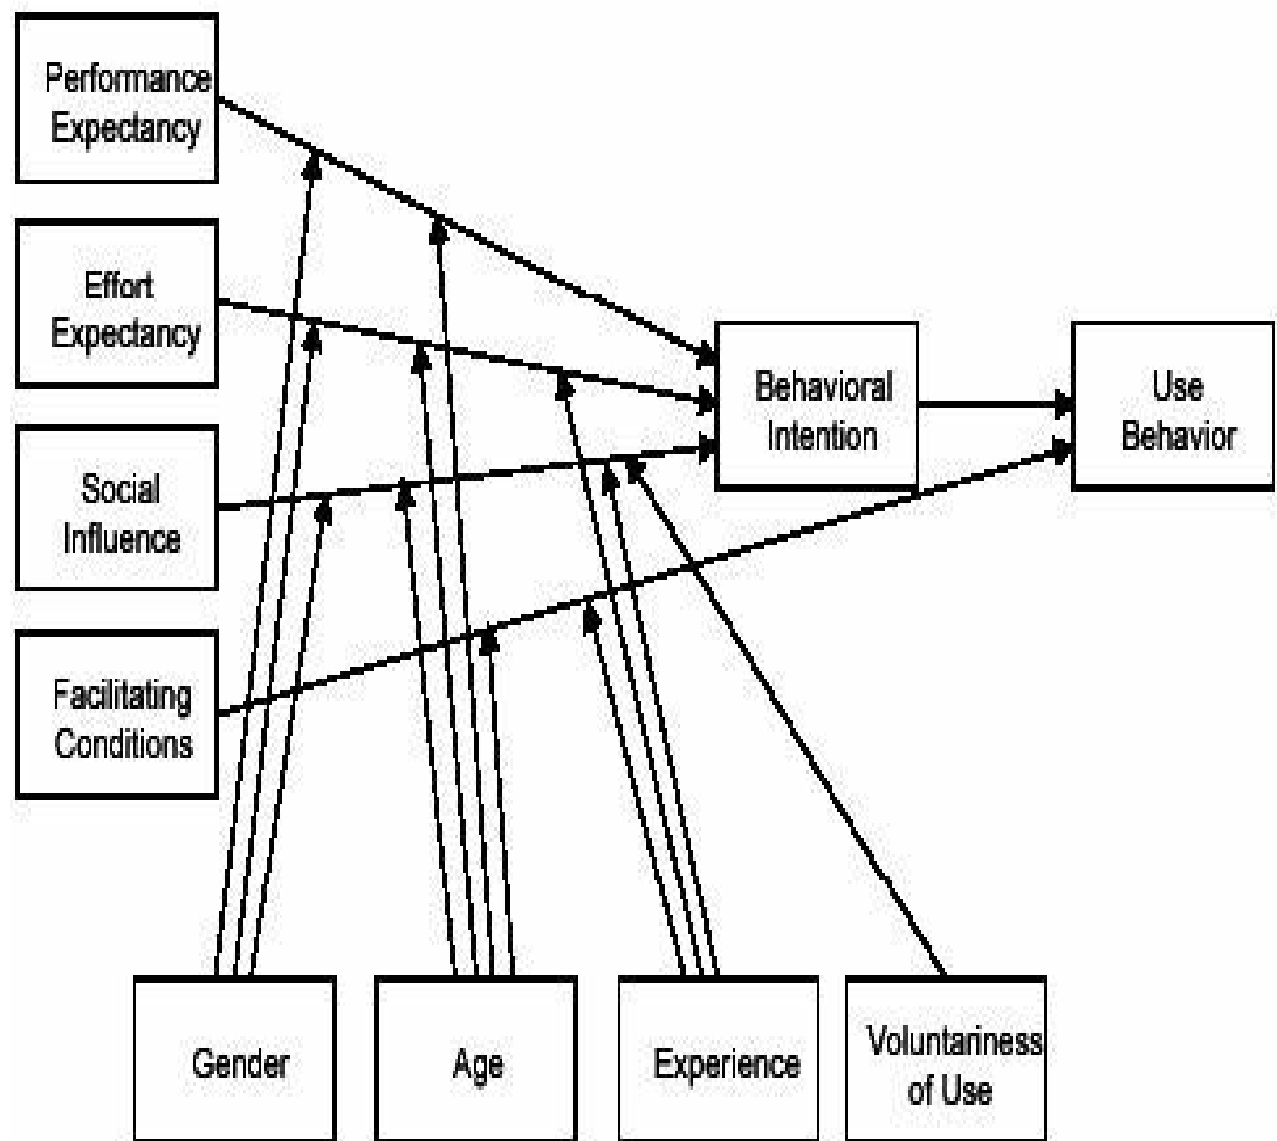 Performance
Expectancy
Effort
Expectancy
Social
Influence
Facilitating
Conditions
Behavioral
Intention
Use
Behavior
Gender
Age
Experience
Voluntariness
of Use